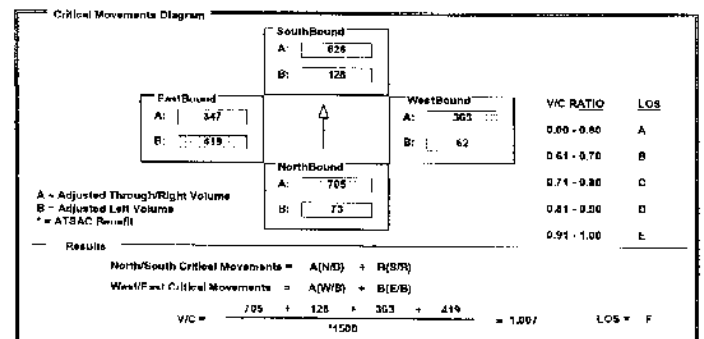 Critical Movements Diagram
SouthBound
A: 626
B: 128
EastBound
A: 347
B: 419
WestBound
A: 363
B: 62
NorthBound
A: 705
B: 73
V/C RATIO LOS
0.00 - 0.60 A
0.61 - 0.70 B
0.71 - 0.80 C
0.81 - 0.90 D
0.91 - 1.00 E
A = Adjusted Through/Right Volume
B = Adjusted Left Volume
* = ATSAC Benefit
Results
North/South Critical Movements = A(N/B) + B(S/B)
West/East Critical Movements = A(W/B) + B(E/B)
V/C = 705 + 128 + 363 + 419 = 1.007 LOS = F
*1500